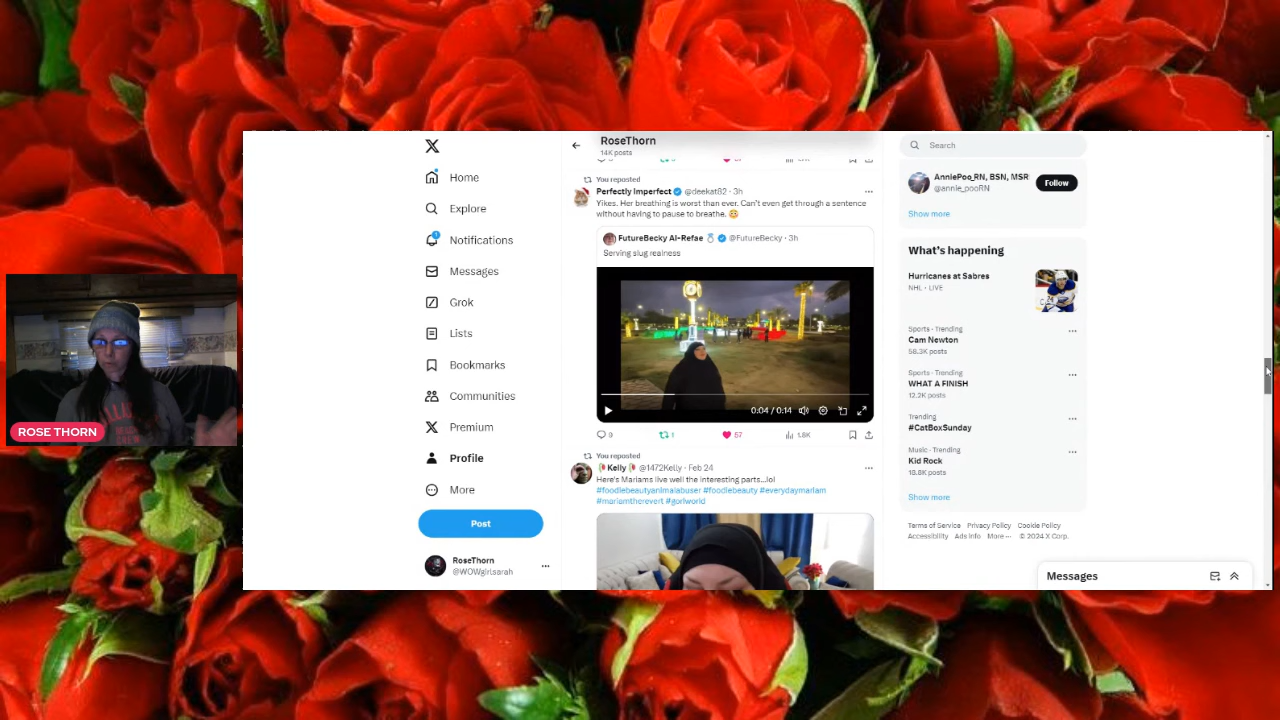 ROSE THORN
Home
Explore
Notifications
Messages
Grok
Lists
Bookmarks
Communities
Premium
Profile
More
Post
RoseThorn
@WOWgirlsarah
RoseThorn
14K posts
You reposted
Perfectly Imperfect @deekat82 · 3h
Yikes. Her breathing is worst than ever. Can't even get through a sentence
without having to pause to breathe.
FutureBecky Al-Refae @FutureBecky · 3h
Serving slug realness
0:04 / 0:14
9 1 57 1.8K
You reposted
Kelly @1472Kelly · Feb 24
Here's Mariams live well the interesting parts...lol
#foodiebeautyanimalabuser #foodiebeauty #everydaymariam
#mariamtherevert #gorlworld
Search
AnniePoo_RN, BSN, MSR
@annie_pooRN
Follow
Show more
What's happening
Hurricanes at Sabres
NHL · LIVE
Sports · Trending
Cam Newton
58.3K posts
Sports · Trending
WHAT A FINISH
12.2K posts
Trending
#CatBoxSunday
Music · Trending
Kid Rock
18.8K posts
Show more
Terms of Service Privacy Policy Cookie Policy
Accessibility Ads info More ··· © 2024 X Corp.
Messages